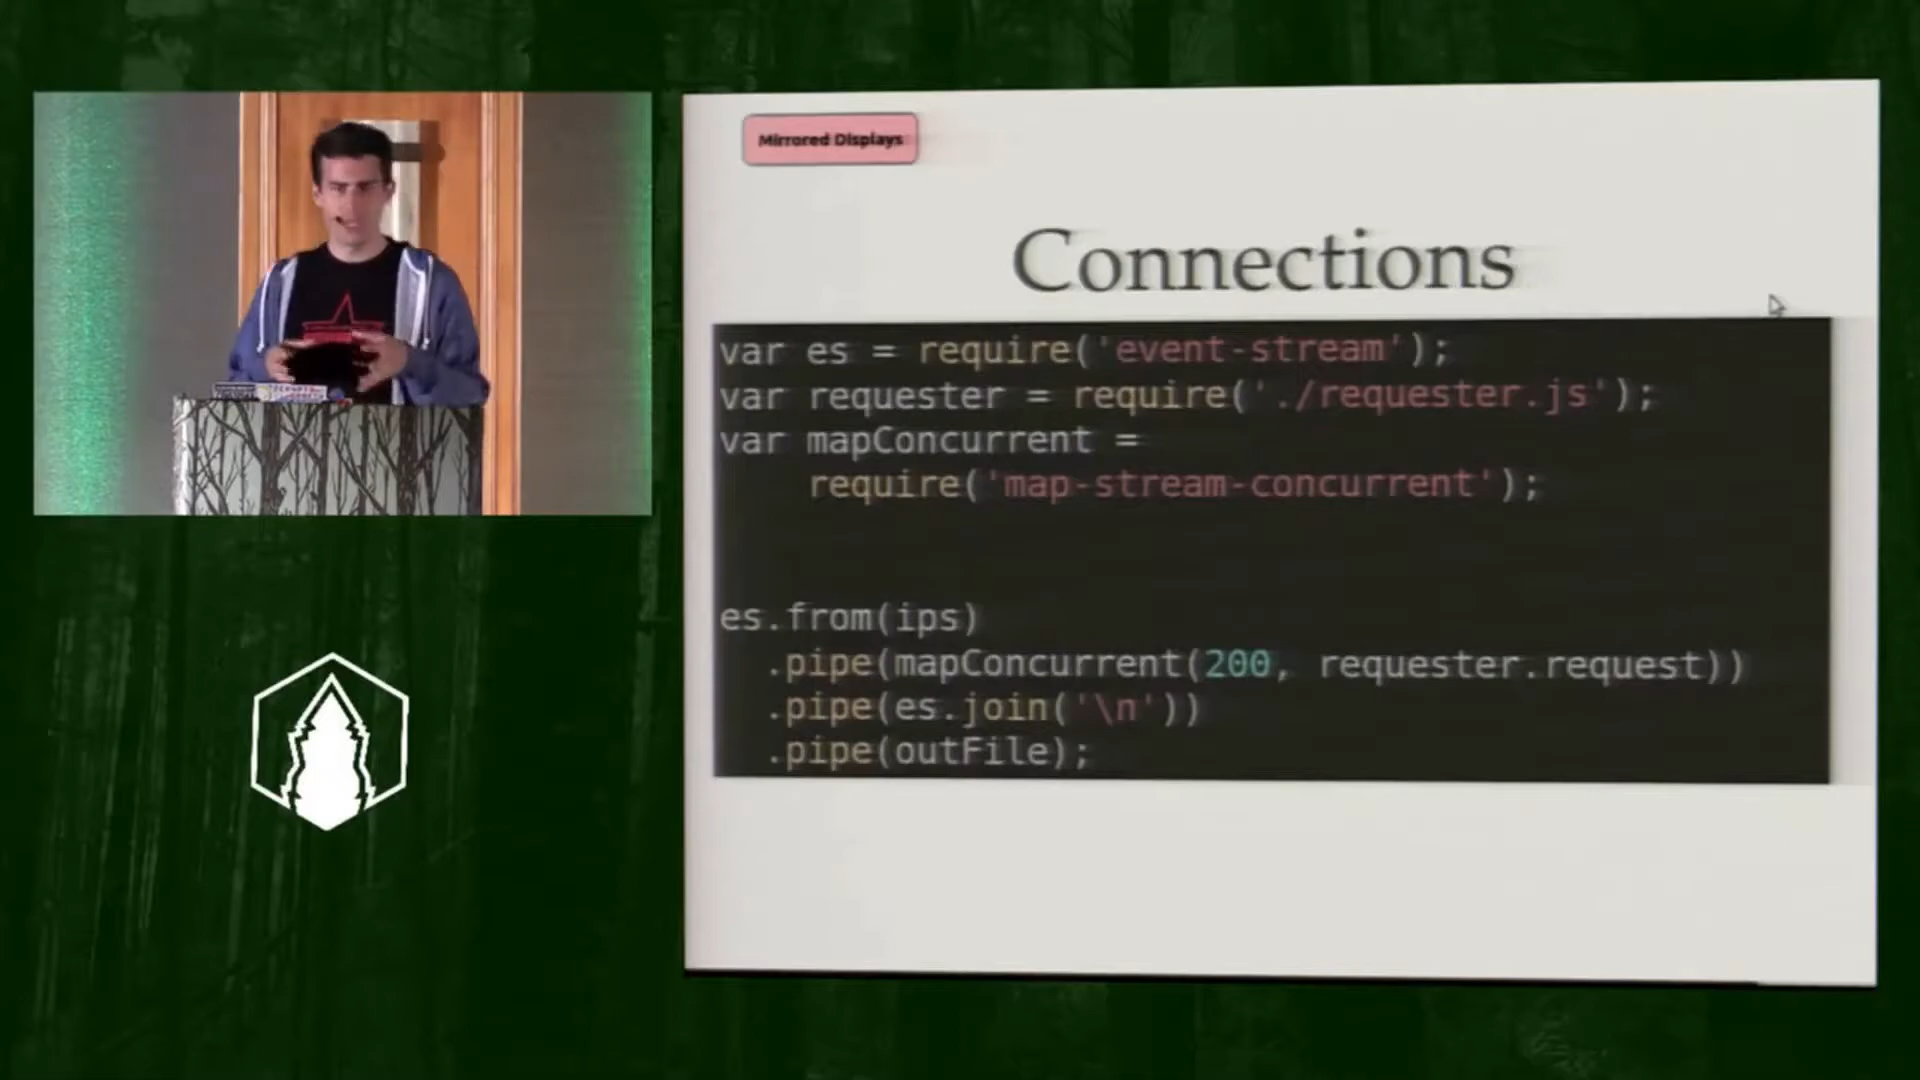 Mirrored Displays
Connections
var es = require('event-stream');
var requester = require('./requester.js');
var mapConcurrent =
    require('map-stream-concurrent');
es.from(ips)
  .pipe(mapConcurrent(200, requester.request))
  .pipe(es.join('\n'))
  .pipe(outFile);